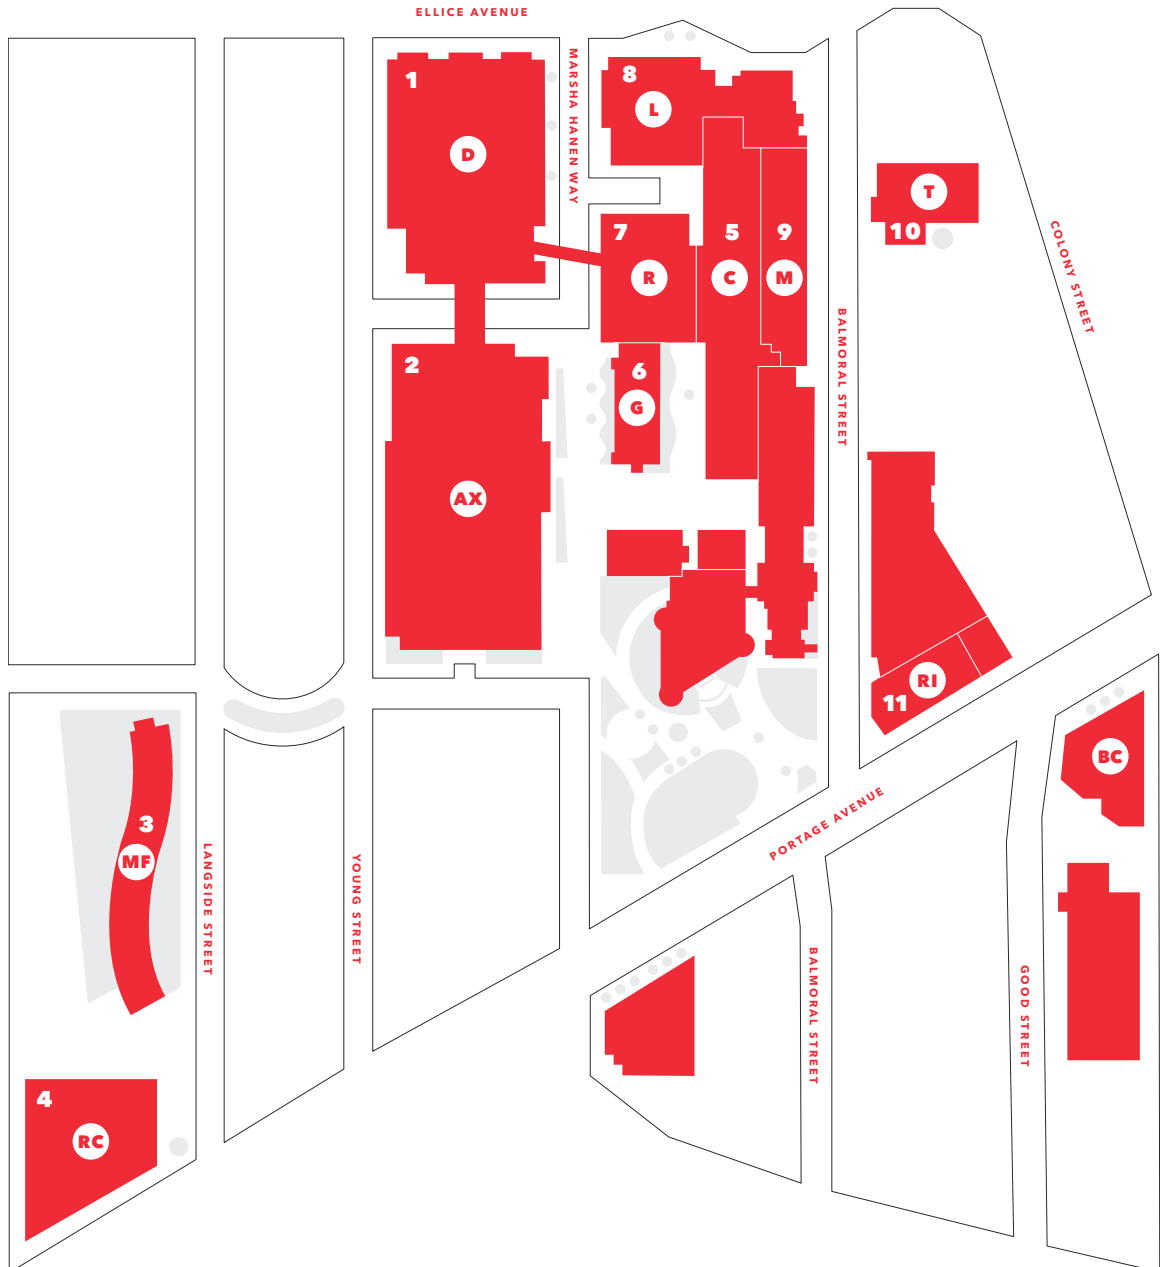 ELLICE AVENUE
MARSHA HANEN WAY
1
D
8
L
T
10
COLONY STREET
7
R
5
C
9
M
BALMORAL STREET
2
AX
6
G
RI
11
BC
3
MF
LANGSIDE STREET
YOUNG STREET
PORTAGE AVENUE
BALMORAL STREET
GOOD STREET
4
RC